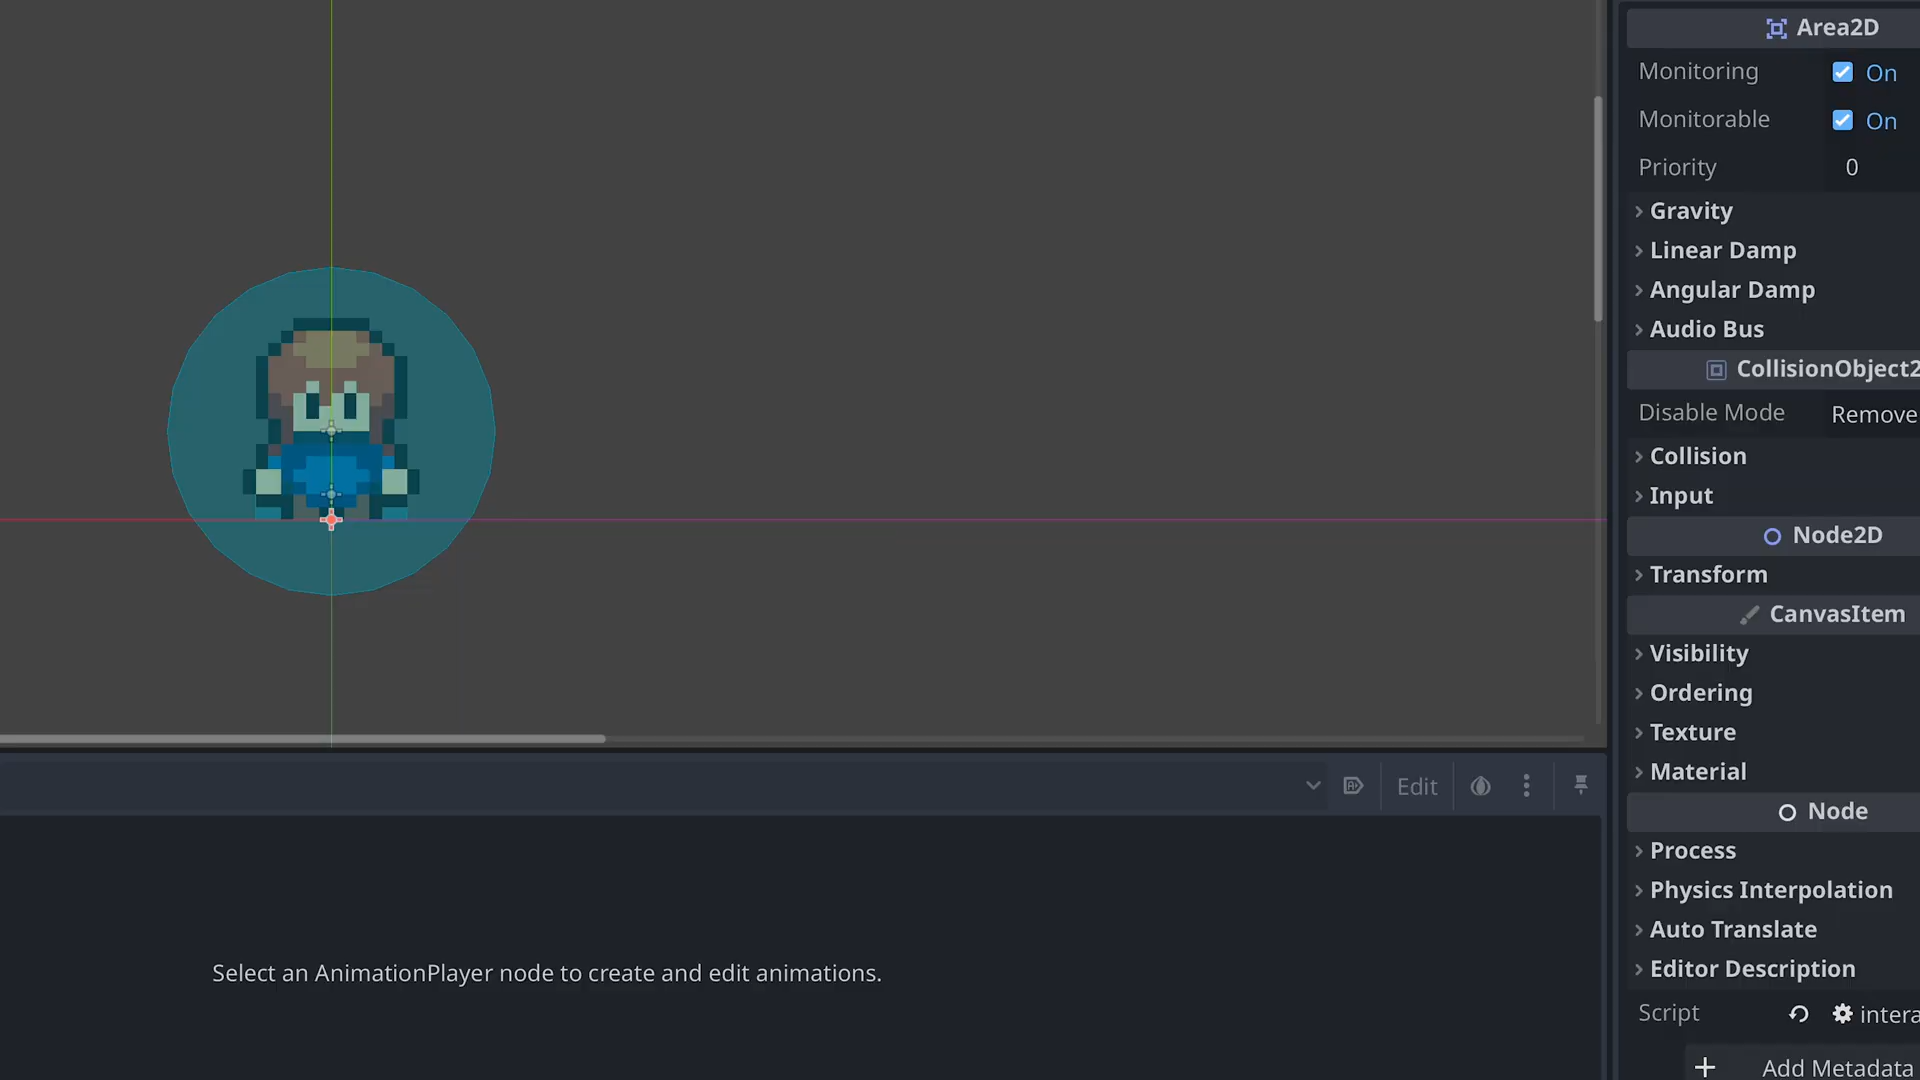 Area2D
Monitoring On
Monitorable On
Priority 0
Gravity
Linear Damp
Angular Damp
Audio Bus
CollisionObject2
Disable Mode Remove
Collision
Input
Node2D
Transform
CanvasItem
Visibility
Ordering
Texture
Material
Edit
Node
Process
Physics Interpolation
Auto Translate
Editor Description
Select an AnimationPlayer node to create and edit animations.
Script intera
Add Metadata